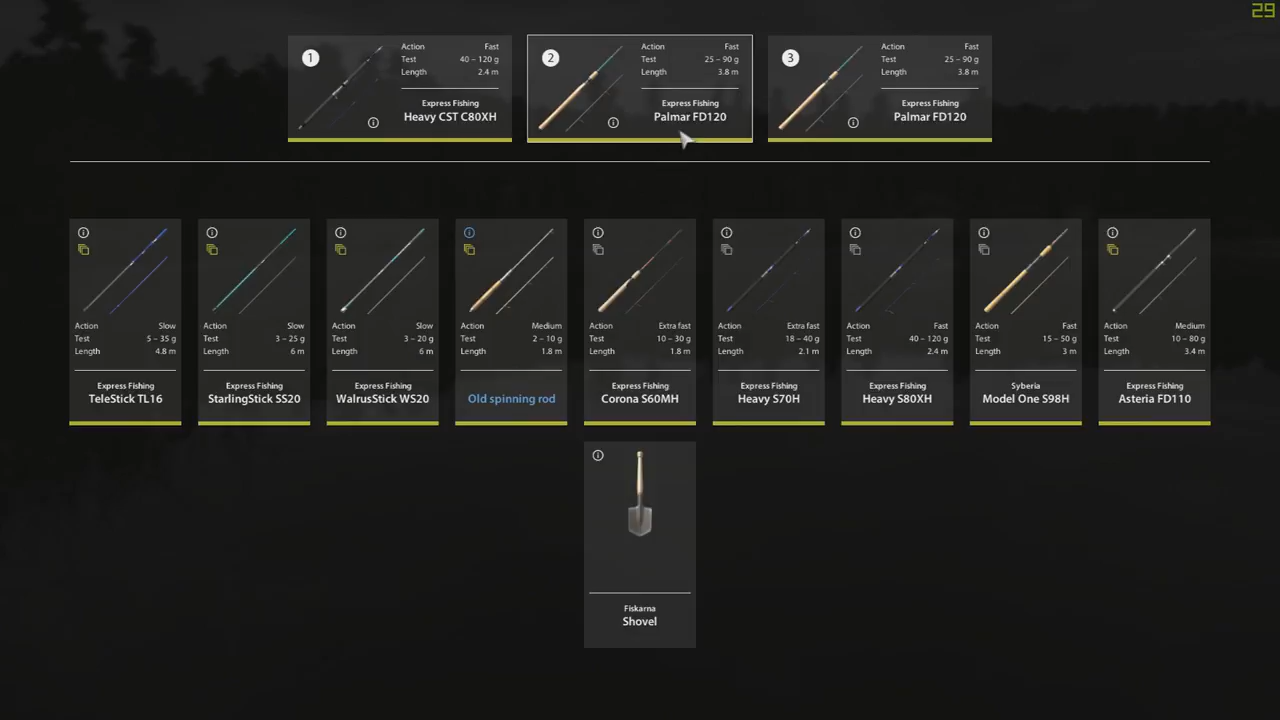 29
1
Action Fast
Test 40 – 120 g
Length 2.4 m
Express Fishing
Heavy CST C80XH
2
Action Fast
Test 25 – 90 g
Length 3.8 m
Express Fishing
Palmar FD120
3
Action Fast
Test 25 – 90 g
Length 3.8 m
Express Fishing
Palmar FD120
Action Slow
Test 5 – 35 g
Length 4.8 m
Express Fishing
TeleStick TL16
Action Slow
Test 3 – 25 g
Length 6 m
Express Fishing
StarlingStick SS20
Action Slow
Test 3 – 20 g
Length 6 m
Express Fishing
WalrusStick WS20
Action Medium
Test 2 – 10 g
Length 1.8 m
Old spinning rod
Action Extra fast
Test 10 – 30 g
Length 1.8 m
Express Fishing
Corona S60MH
Action Extra fast
Test 18 – 40 g
Length 2.1 m
Express Fishing
Heavy S70H
Action Fast
Test 40 – 120 g
Length 2.4 m
Express Fishing
Heavy S80XH
Action Fast
Test 15 – 50 g
Length 3 m
Syberia
Model One S98H
Action Medium
Test 10 – 80 g
Length 3.4 m
Express Fishing
Asteria FD110
Fiskarna
Shovel